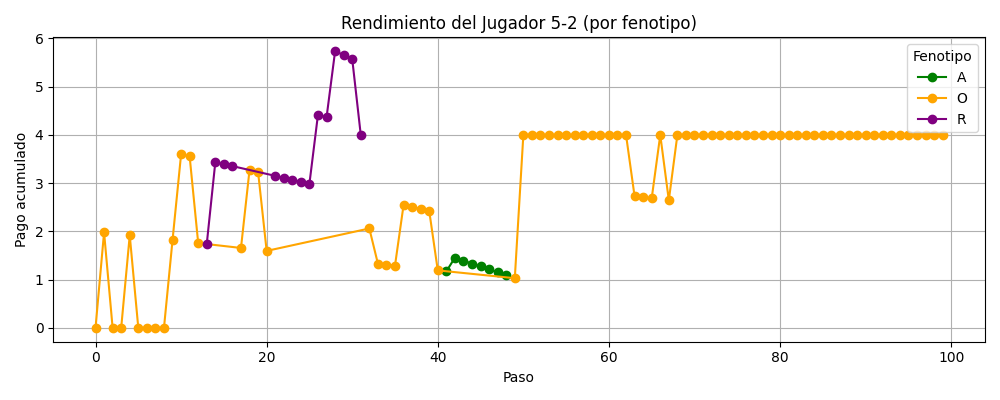 Rendimiento del Jugador 5-2 (por fenotipo)
Pago acumulado
6
5
4
3
2
1
0
0
20
40
60
80
100
Paso
Fenotipo
A
O
R